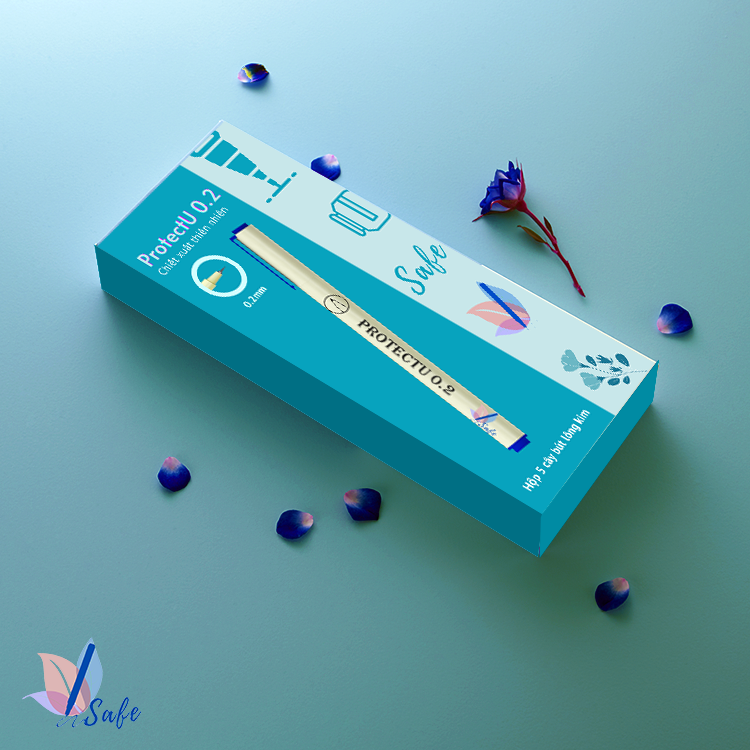 ProtectU 0.2
Chiết xuất thiên nhiên
0.2mm
PROTECTU 0.2
Safe
Safe
Hộp 5 cây bút lông kim
Safe